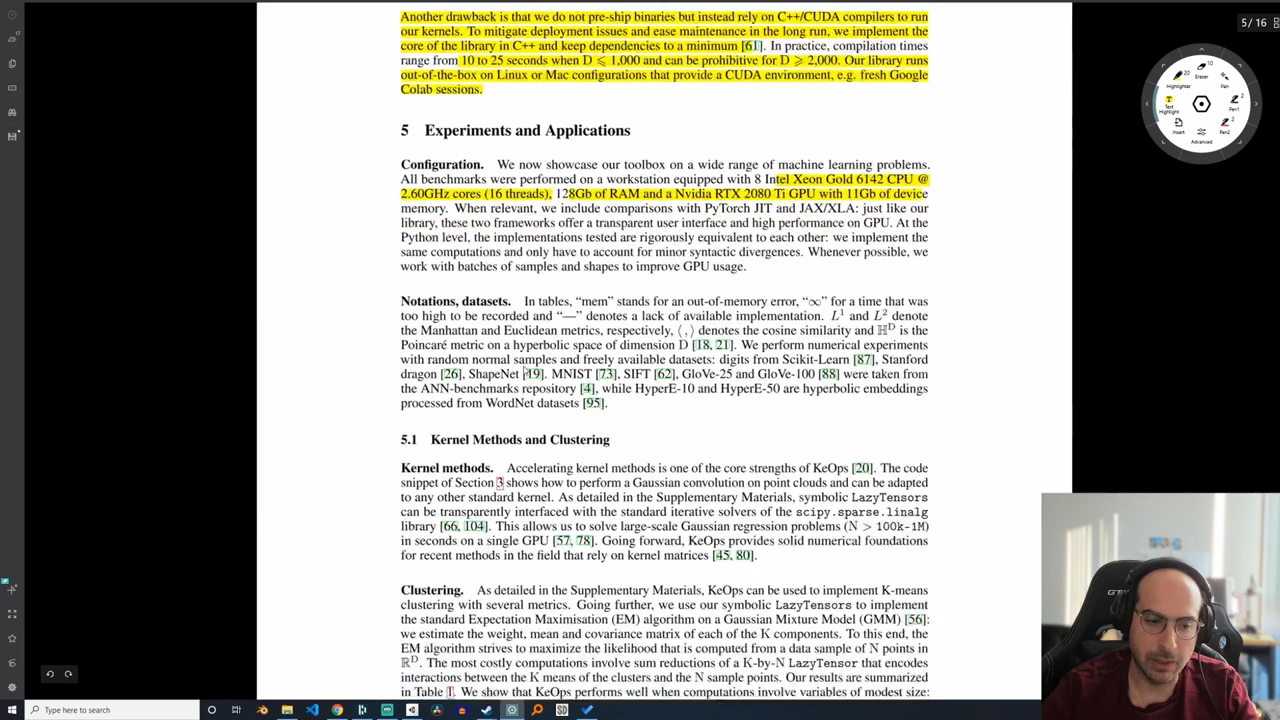 Another drawback is that we do not pre-ship binaries but instead rely on C++/CUDA compilers to run
our kernels. To mitigate deployment issues and ease maintenance in the long run, we implement the
core of the library in C++ and keep dependencies to a minimum [61]. In practice, compilation times
range from 10 to 25 seconds when D ⩽ 1,000 and can be prohibitive for D ⩾ 2,000. Our library runs
out-of-the-box on Linux or Mac configurations that provide a CUDA environment, e.g. fresh Google
Colab sessions.
5 Experiments and Applications
Configuration. We now showcase our toolbox on a wide range of machine learning problems.
All benchmarks were performed on a workstation equipped with 8 Intel Xeon Gold 6142 CPU @
2.60GHz cores (16 threads), 128Gb of RAM and a Nvidia RTX 2080 Ti GPU with 11Gb of device
memory. When relevant, we include comparisons with PyTorch JIT and JAX/XLA: just like our
library, these two frameworks offer a transparent user interface and high performance on GPU. At the
Python level, the implementations tested are rigorously equivalent to each other: we implement the
same computations and only have to account for minor syntactic divergences. Whenever possible, we
work with batches of samples and shapes to improve GPU usage.
Notations, datasets. In tables, “mem” stands for an out-of-memory error, “∞” for a time that was
too high to be recorded and “—” denotes a lack of available implementation. L¹ and L² denote
the Manhattan and Euclidean metrics, respectively, ⟨ , ⟩ denotes the cosine similarity and ℍᴰ is the
Poincaré metric on a hyperbolic space of dimension D [18, 21]. We perform numerical experiments
with random normal samples and freely available datasets: digits from Scikit-Learn [87], Stanford
dragon [26], ShapeNet [19]. MNIST [73], SIFT [62], GloVe-25 and GloVe-100 [88] were taken from
the ANN-benchmarks repository [4], while HyperE-10 and HyperE-50 are hyperbolic embeddings
processed from WordNet datasets [95].
5.1 Kernel Methods and Clustering
Kernel methods. Accelerating kernel methods is one of the core strengths of KeOps [20]. The code
snippet of Section 3 shows how to perform a Gaussian convolution on point clouds and can be adapted
to any other standard kernel. As detailed in the Supplementary Materials, symbolic LazyTensors
can be transparently interfaced with the standard iterative solvers of the scipy.sparse.linalg
library [66, 104]. This allows us to solve large-scale Gaussian regression problems (N > 100k-1M)
in seconds on a single GPU [57, 78]. Going forward, KeOps provides solid numerical foundations
for recent methods in the field that rely on kernel matrices [45, 80].
Clustering. As detailed in the Supplementary Materials, KeOps can be used to implement K-means
clustering with several metrics. Going further, we use our symbolic LazyTensors to implement
the standard Expectation Maximisation (EM) algorithm on a Gaussian Mixture Model (GMM) [56]:
we estimate the weight, mean and covariance matrix of each of the K components. To this end, the
EM algorithm strives to maximize the likelihood that is computed from a data sample of N points in
ℝᴰ. The most costly computations involve sum reductions of a K-by-N LazyTensor that encodes
interactions between the K means of the clusters and the N sample points. Our results are summarized
in Table 1. We show that KeOps performs well when computations involve variables of modest size:
5 / 16
Highlighter
20
Eraser
10
Pan
Text
Highlight
Pen1
2
Insert
Pen2
2
Advanced
Type here to search
SD